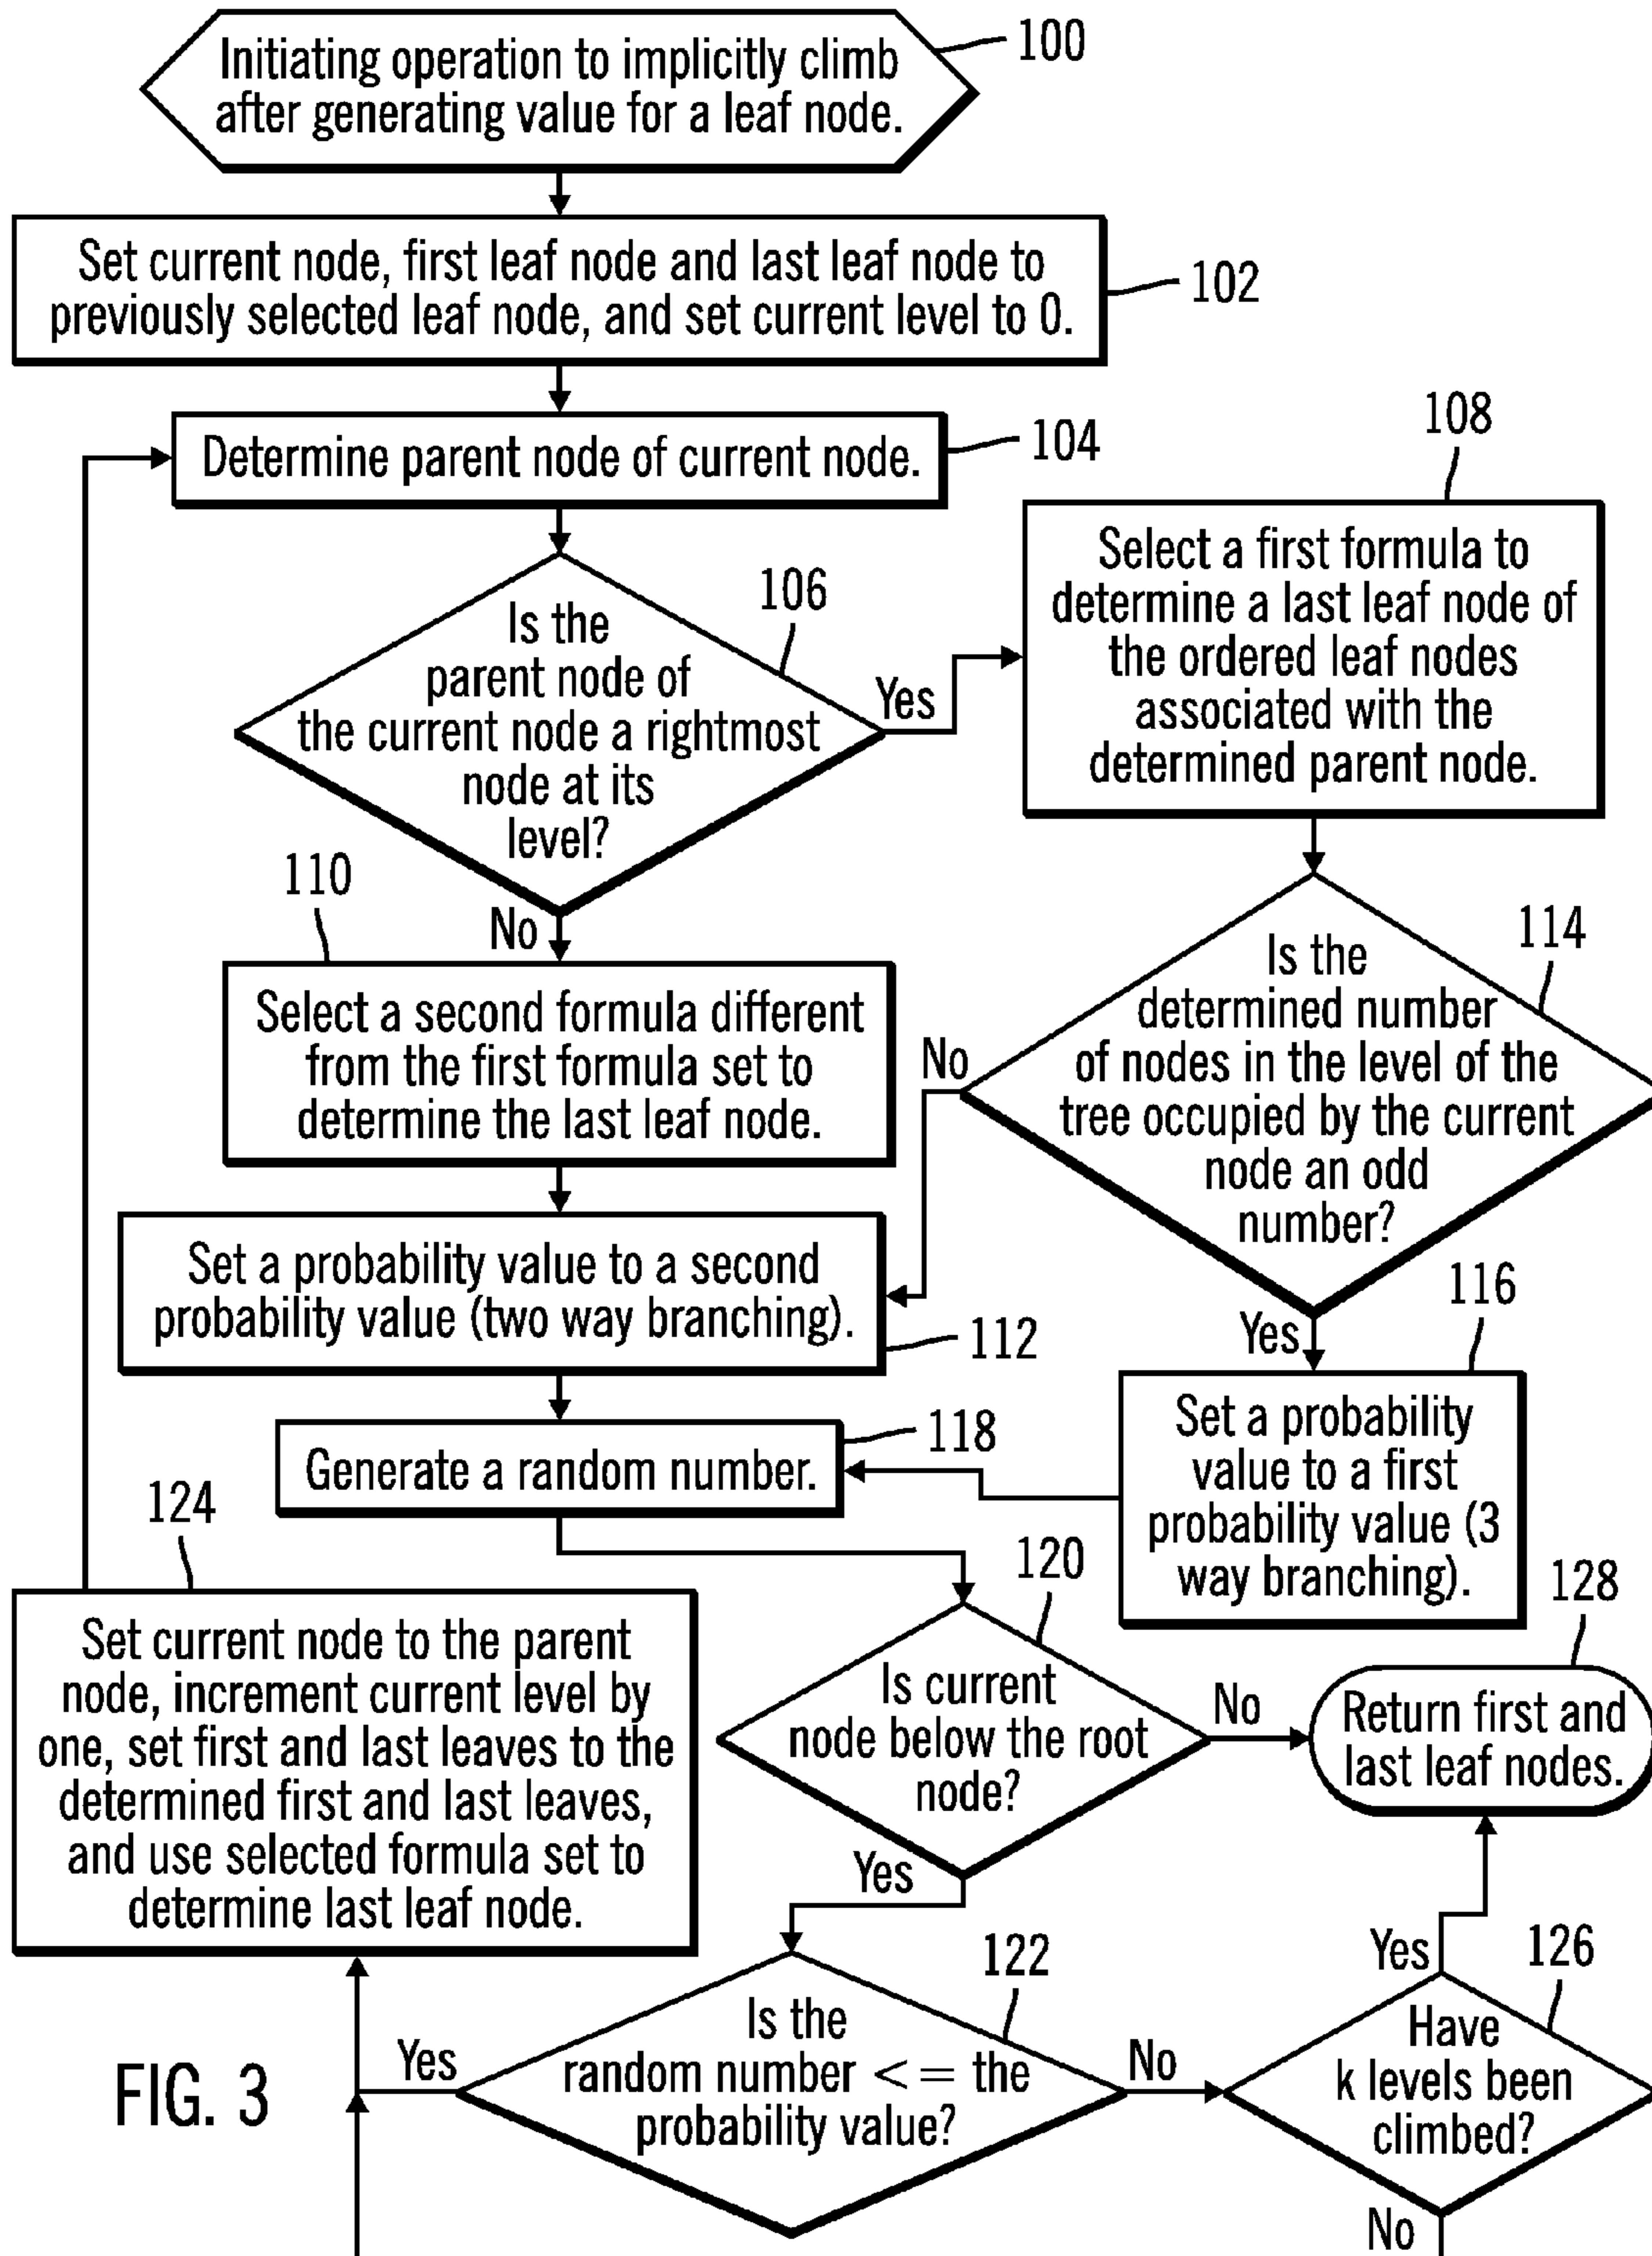 Initiating operation to implicitly climb
after generating value for a leaf node.
100
Set current node, first leaf node and last leaf node to
previously selected leaf node, and set current level to 0.
102
Determine parent node of current node.
104
Is the
parent node of
the current node a rightmost
node at its
level?
106
Yes
No
108
Select a first formula to
determine a last leaf node of
the ordered leaf nodes
associated with the
determined parent node.
110
Select a second formula different
from the first formula set to
determine the last leaf node.
114
Is the
determined number
of nodes in the level of the
tree occupied by the current
node an odd
number?
No
Yes
Set a probability value to a second
probability value (two way branching).
112
116
Set a probability
value to a first
probability value (3
way branching).
Generate a random number.
118
120
Is current
node below the root
node?
No
Yes
128
Return first and
last leaf nodes.
124
Set current node to the parent
node, increment current level by
one, set first and last leaves to the
determined first and last leaves,
and use selected formula set to
determine last leaf node.
122
Is the
random number < = the
probability value?
Yes
No
126
Have
k levels been
climbed?
Yes
No
FIG. 3